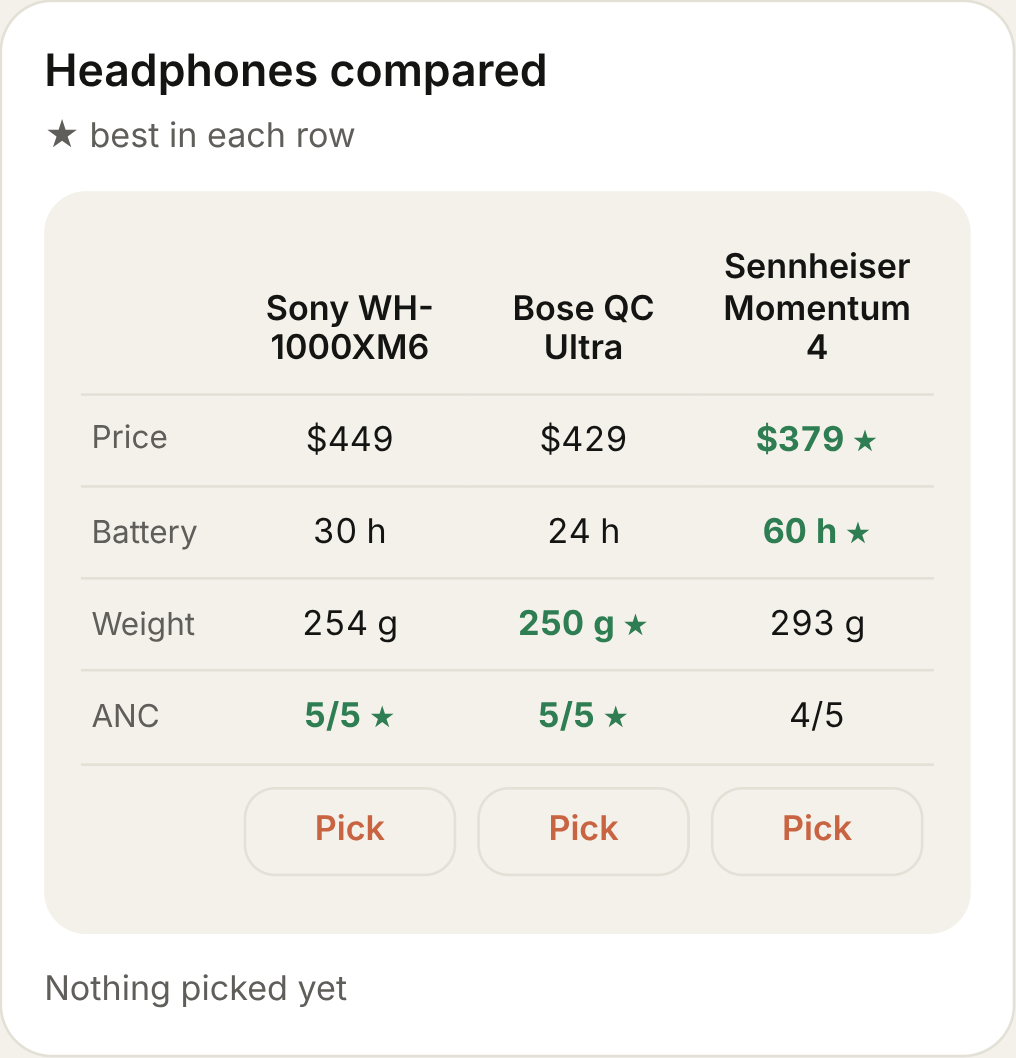 Headphones compared
★ best in each row
Sony WH-
1000XM6
Bose QC
Ultra
Sennheiser
Momentum
4
Price $449 $429 $379 ★
Battery 30 h 24 h 60 h ★
Weight 254 g 250 g ★ 293 g
ANC 5/5 ★ 5/5 ★ 4/5
Pick Pick Pick
Nothing picked yet